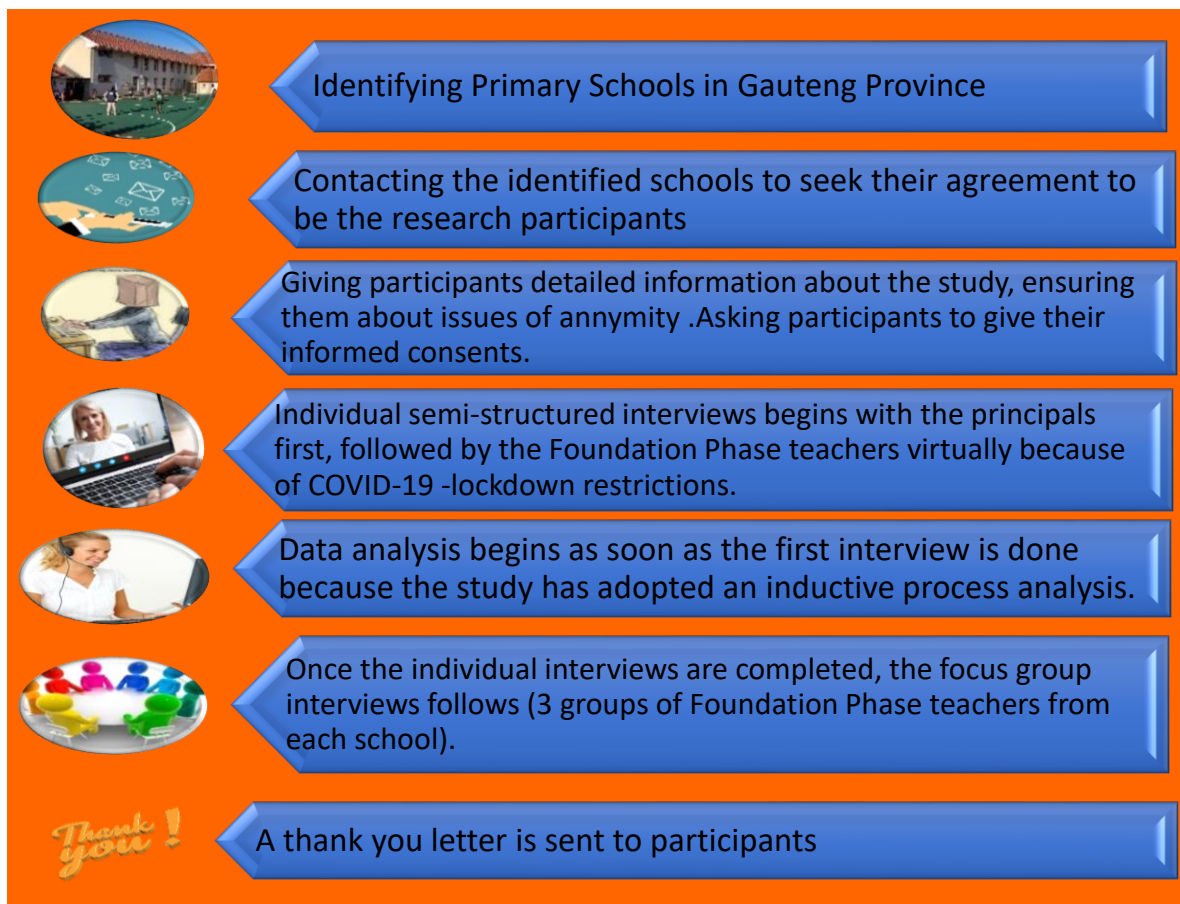 Identifying Primary Schools in Gauteng Province
Contacting the identified schools to seek their agreement to
be the research participants
Giving participants detailed information about the study, ensuring
them about issues of annymity .Asking participants to give their
informed consents.
Individual semi-structured interviews begins with the principals
first, followed by the Foundation Phase teachers virtually because
of COVID-19 -lockdown restrictions.
Data analysis begins as soon as the first interview is done
because the study has adopted an inductive process analysis.
Once the individual interviews are completed, the focus group
interviews follows (3 groups of Foundation Phase teachers from
each school).
Thank
you !
A thank you letter is sent to participants